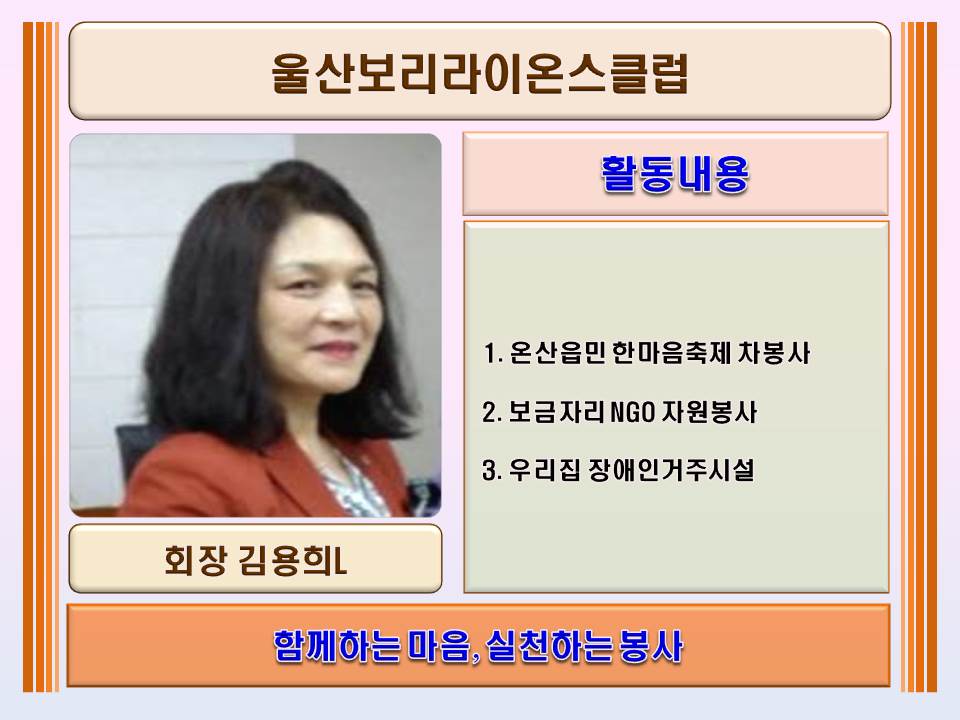 울산보리라이온스클럽
활동내용
1. 온산읍민 한마음축제 차봉사
2. 보금자리 NGO 자원봉사
3. 우리집 장애인거주시설
회장 김용희L
함께하는 마음, 실천하는 봉사